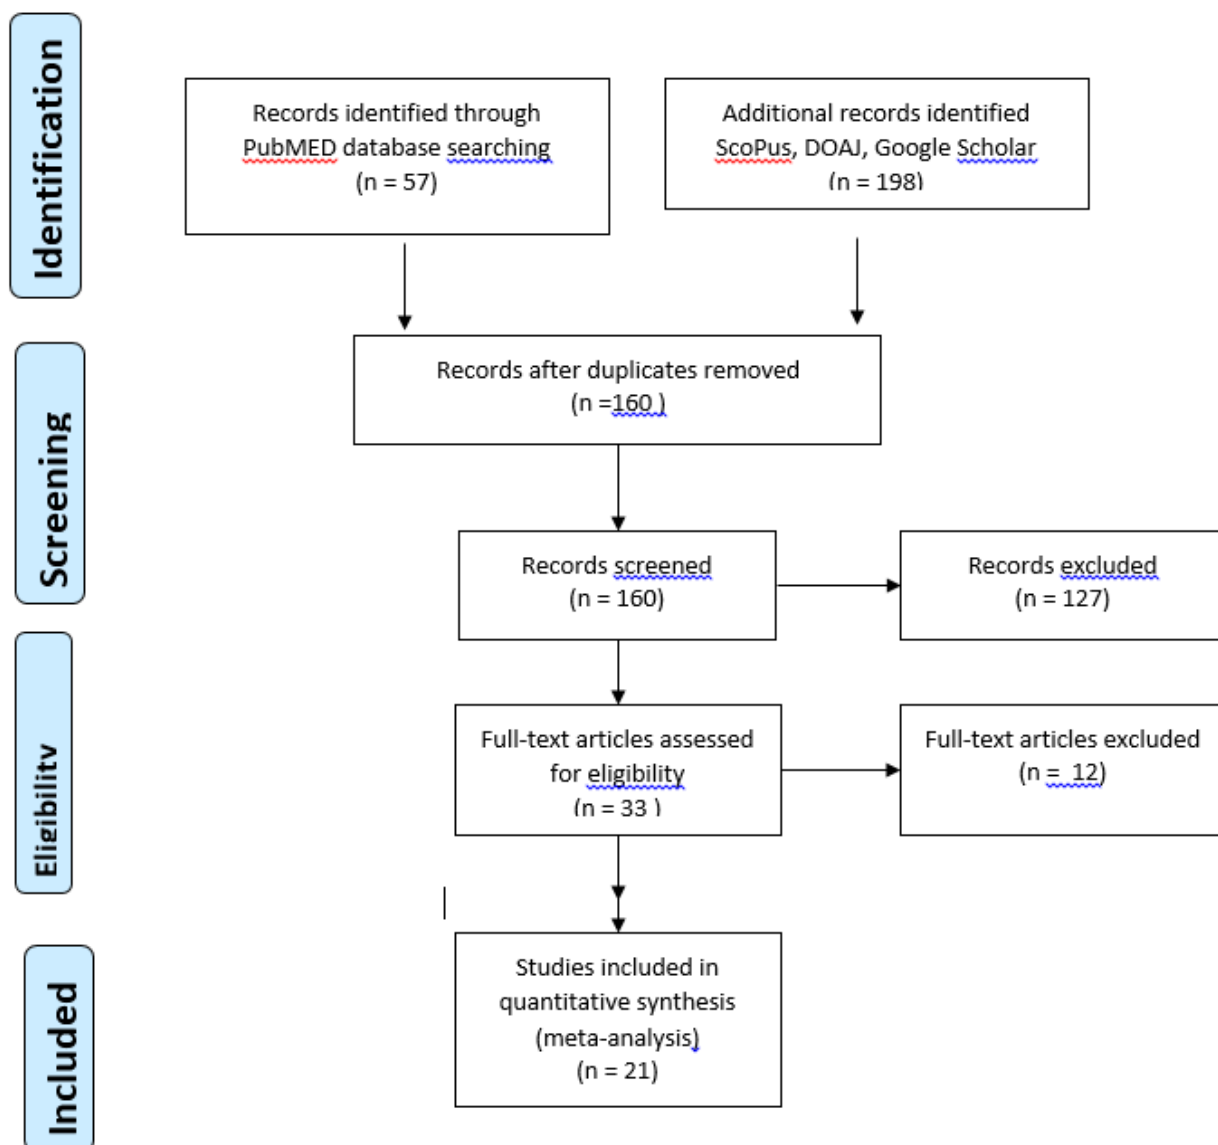 Identification
Records identified through
PubMED database searching
(n = 57)
Additional records identified
ScoPus, DOAJ, Google Scholar
(n = 198)
Screening
Records after duplicates removed
(n =160 )
Records screened
(n = 160)
Records excluded
(n = 127)
Eligibility
Full-text articles assessed
for eligibility
(n = 33 )
Full-text articles excluded
(n = 12)
Included
Studies included in
quantitative synthesis
(meta-analysis)
(n = 21)